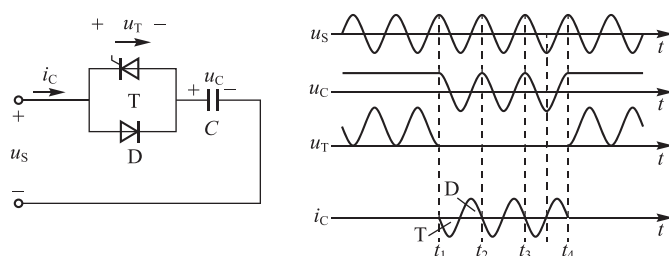 + u_T −
i_C
T
+ u_C −
C
+
u_S
D
−
u_S
t
u_C
t
u_T
t
D
i_C
T
t
t_1 t_2 t_3 t_4